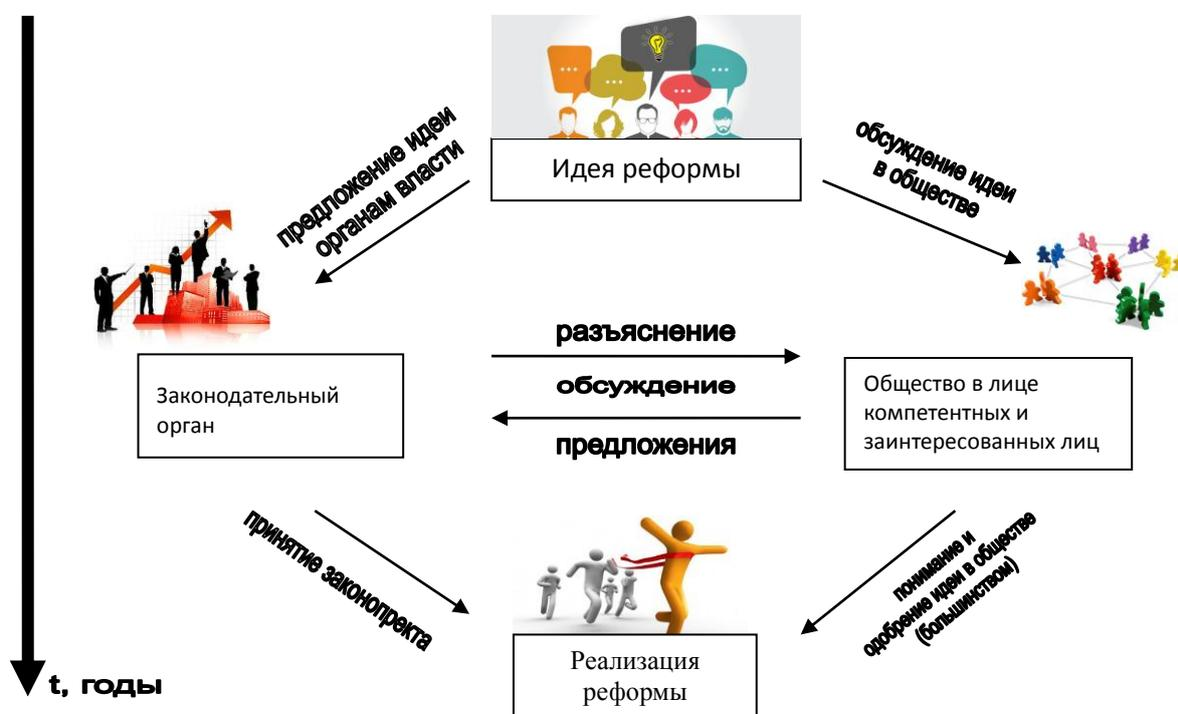 Идея реформы
предложение идеи
органам власти
обсуждение идеи
в обществе
разъяснение
обсуждение
предложения
Законодательный
орган
Общество в лице
компетентных и
заинтересованных лиц
принятие законопректа
понимание и
одобрение идеи в обществе
(большинством)
Реализация
реформы
t, годы